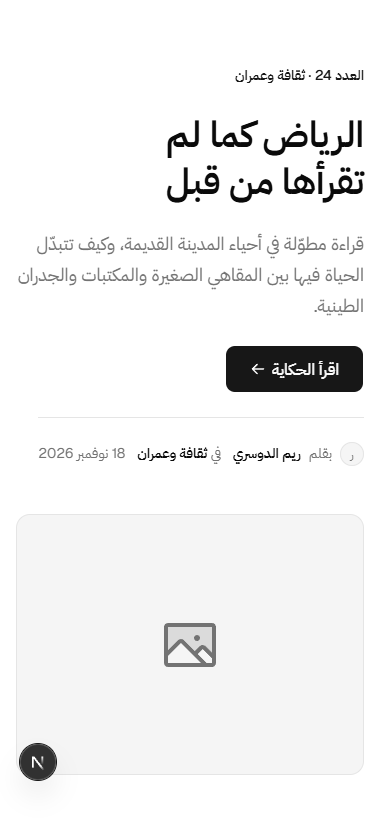 العدد 24 · ثقافة وعمران
الرياض كما لم
تقرأها من قبل
قراءة مطوّلة في أحياء المدينة القديمة، وكيف تتبدّل
الحياة فيها بين المقاهي الصغيرة والمكتبات والجدران
الطينية.
اقرأ الحكاية ←
ر بقلم ريم الدوسري في ثقافة وعمران 18 نوفمبر 2026
N